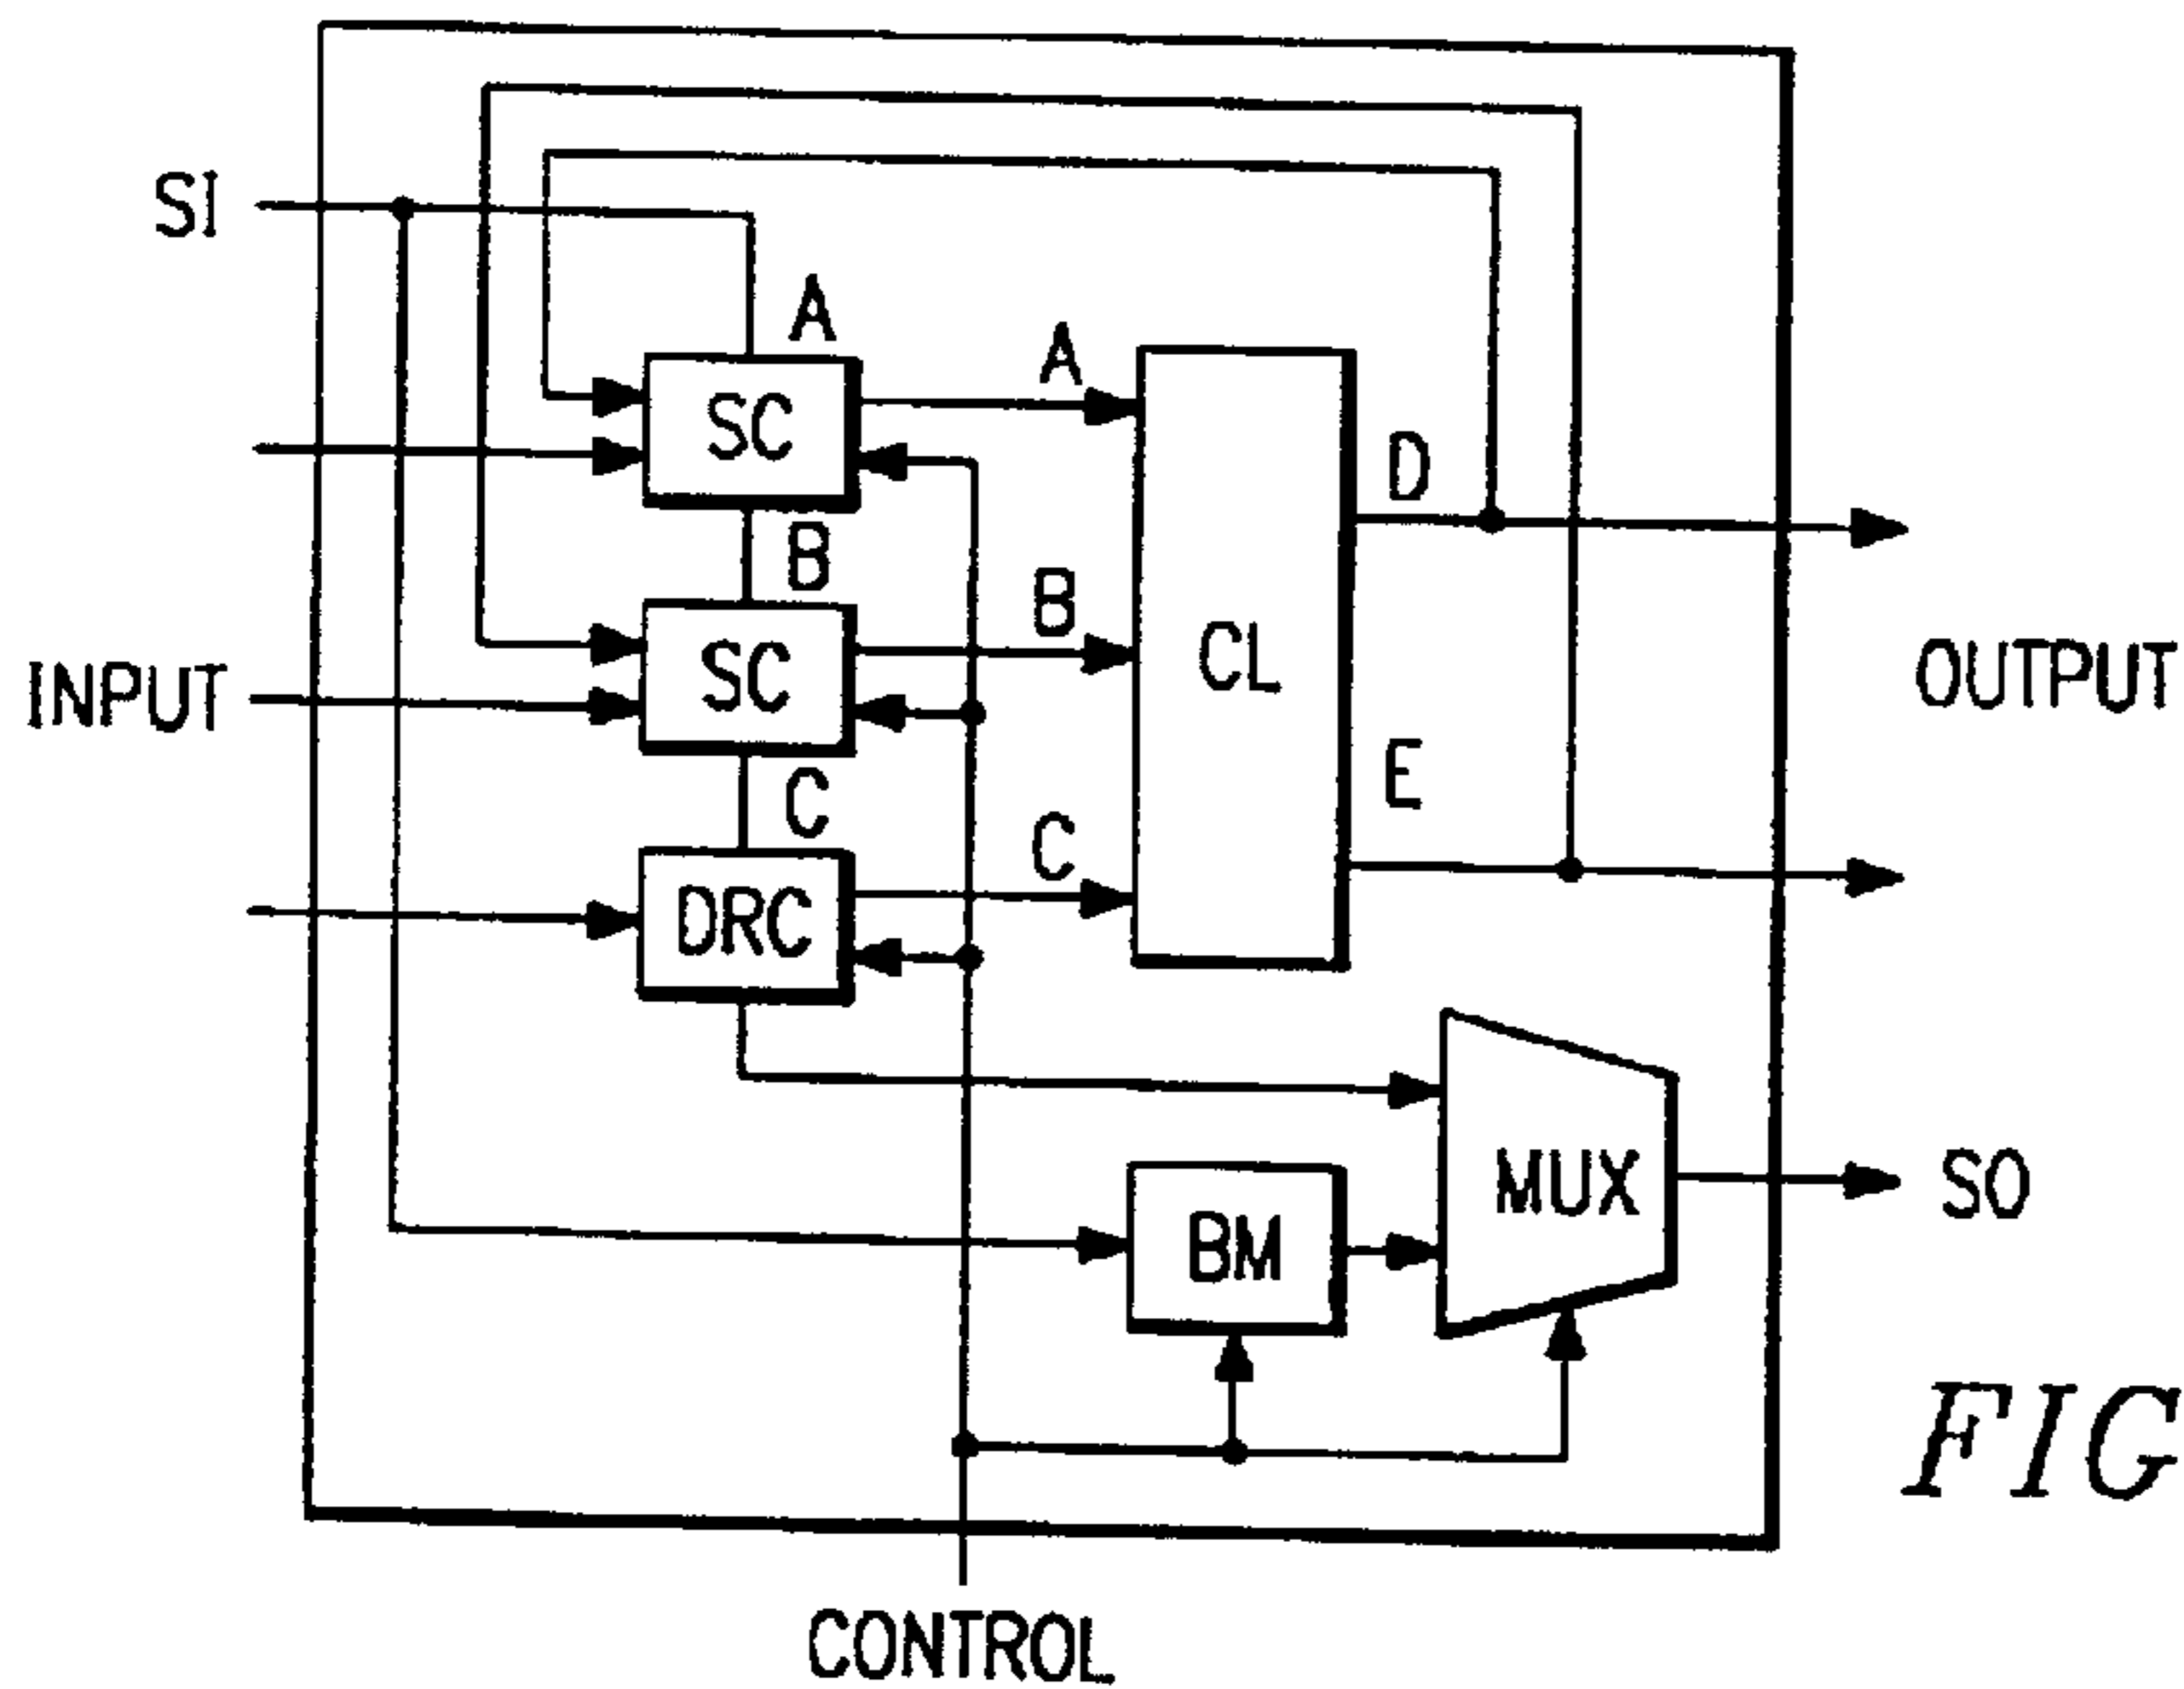 SI
A
A
SC
D
B
B
SC
CL
INPUT
OUTPUT
C
E
C
DRC
MUX
SO
BM
FIG
CONTROL